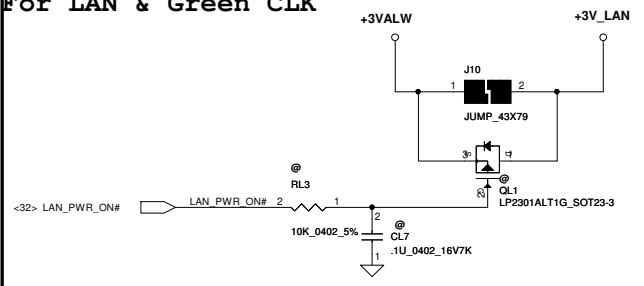 For LAN & Green CLK
+3VALW
+3V_LAN
J10
1
2
JUMP_43X79
3
S
D
1
@
RL3
G
2
@
QL1
LP2301ALT1G_SOT23-3
<32> LAN_PWR_ON#
LAN_PWR_ON#
2
1
10K_0402_5%
2
@
CL7
.1U_0402_16V7K
1